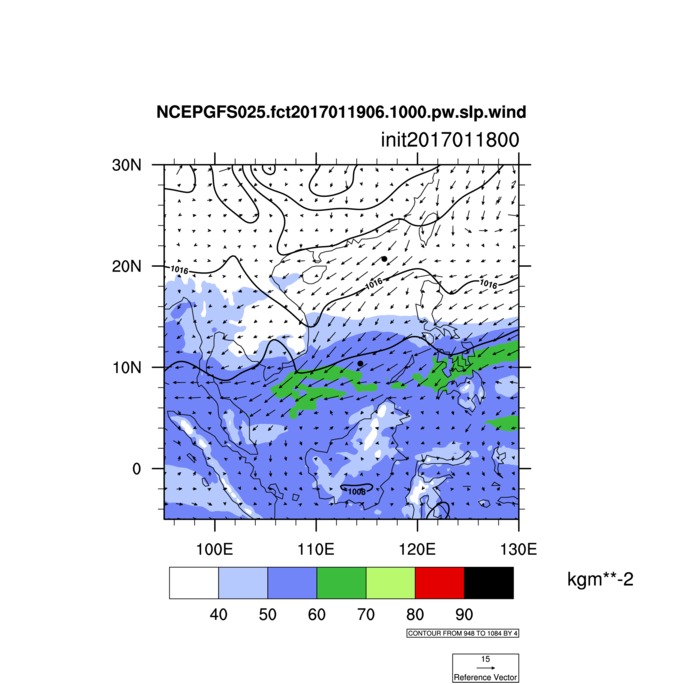 NCEPGFS025.fct2017011906.1000.pw.slp.wind
init2017011800
30N
20N
10N
0
1016
1016
1016
1008
100E 110E 120E 130E
kgm**-2
40 50 60 70 80 90
CONTOUR FROM 948 TO 1084 BY 4
15
Reference Vector